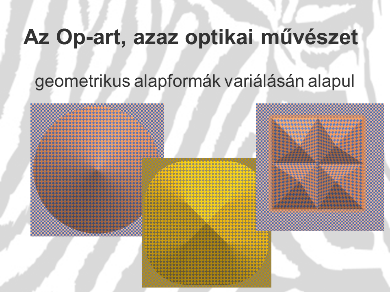 Az Op-art, azaz optikai művészet
geometrikus alapformák variálásán alapul